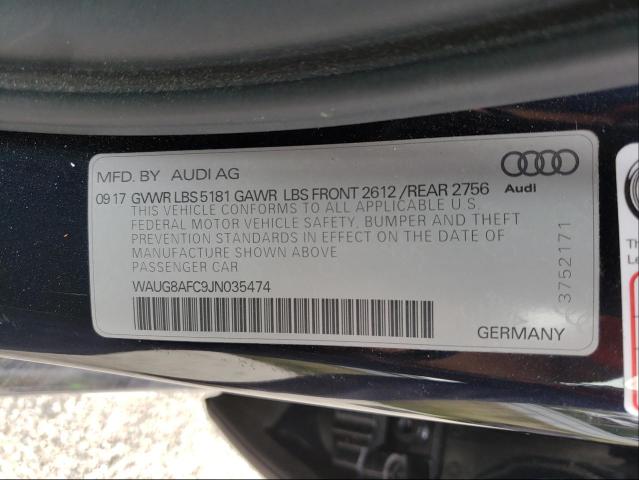 MFD. BY AUDI AG
Audi
09 17 GVWR LBS 5181 GAWR LBS FRONT 2612 /REAR 2756
THIS VEHICLE CONFORMS TO ALL APPLICABLE U.S.
FEDERAL MOTOR VEHICLE SAFETY, BUMPER AND THEFT
PREVENTION STANDARDS IN EFFECT ON THE DATE OF
MANUFACTURE SHOWN ABOVE
PASSENGER CAR
WAUG8AFC9JN035474
GERMANY
C 37521 71